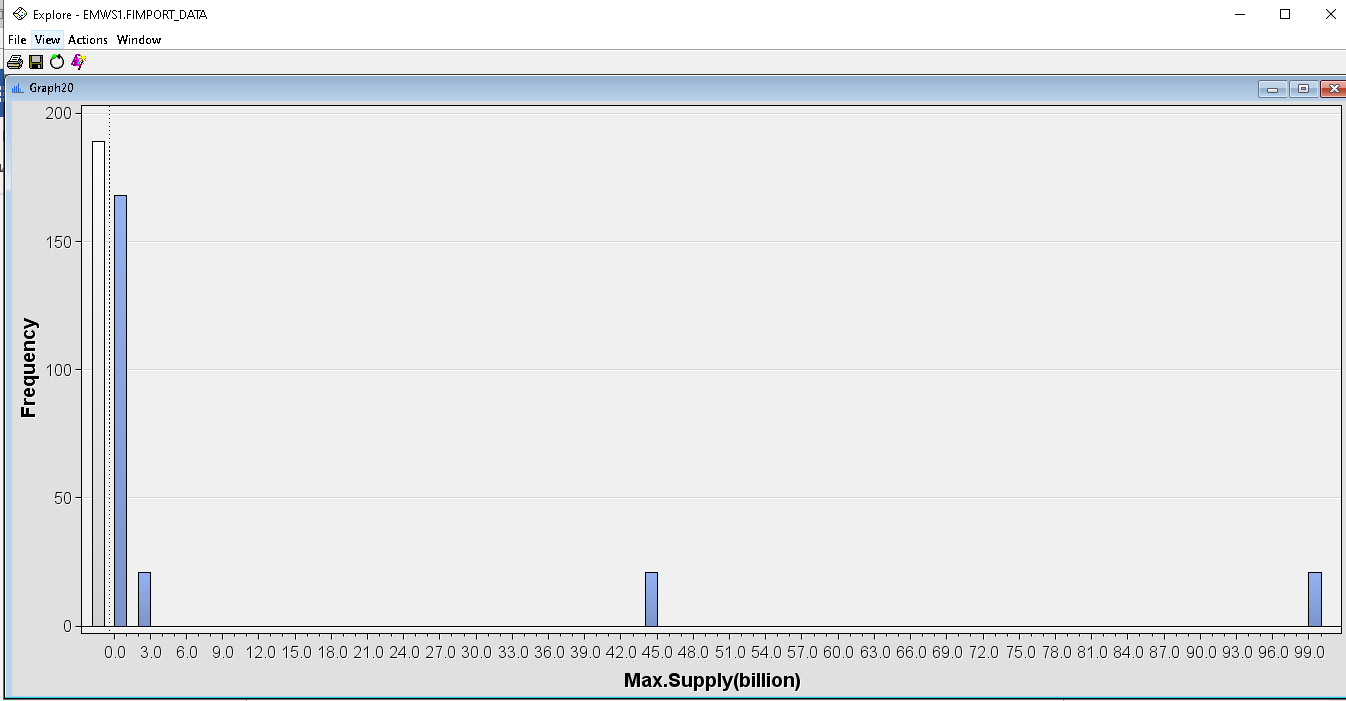 Explore - EMWS1.FIMPORT_DATA
File View Actions Window
Graph20
200
150
100
50
0
Frequency
0.0 3.0 6.0 9.0 12.0 15.0 18.0 21.0 24.0 27.0 30.0 33.0 36.0 39.0 42.0 45.0 48.0 51.0 54.0 57.0 60.0 63.0 66.0 69.0 72.0 75.0 78.0 81.0 84.0 87.0 90.0 93.0 96.0 99.0
Max.Supply(billion)